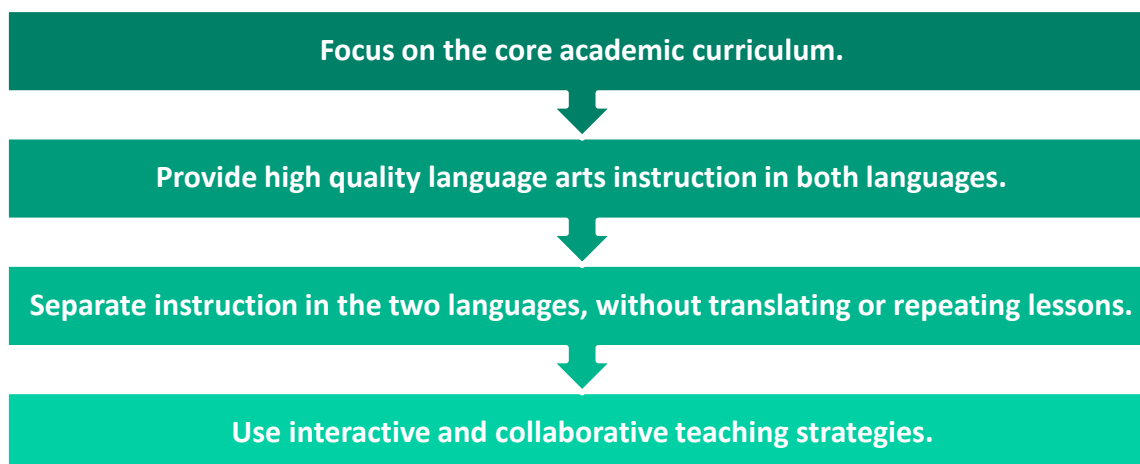 Focus on the core academic curriculum.
Provide high quality language arts instruction in both languages.
Separate instruction in the two languages, without translating or repeating lessons.
Use interactive and collaborative teaching strategies.